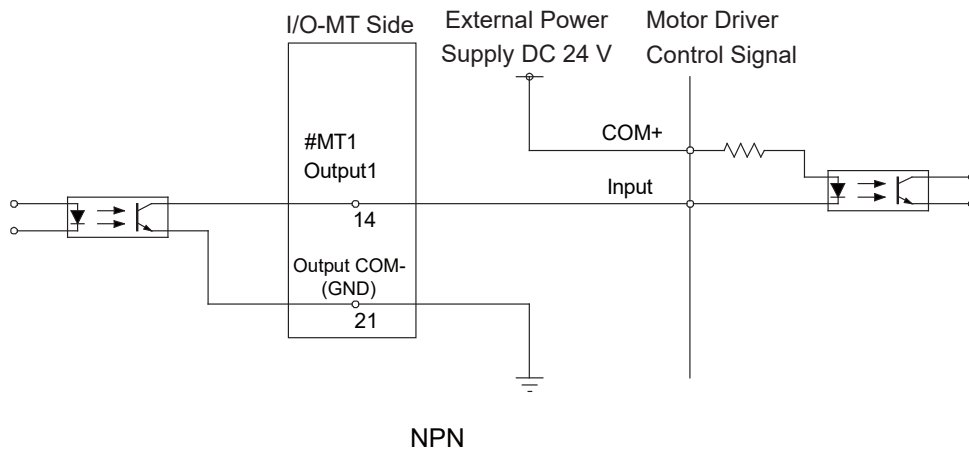 I/O-MT Side
External Power
Supply DC 24 V
Motor Driver
Control Signal
#MT1
Output1
COM+
Input
14
Output COM-
(GND)
21
NPN